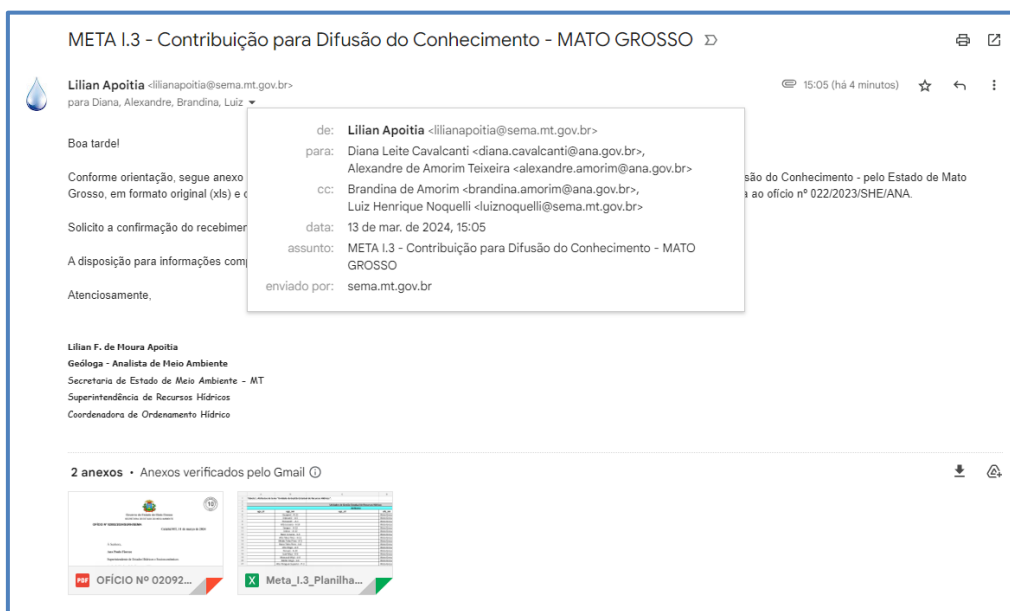 META I.3 - Contribuição para Difusão do Conhecimento - MATO GROSSO
Lilian Apoitia <lilianapoitia@sema.mt.gov.br>
15:05 (há 4 minutos)
para Diana, Alexandre, Brandina, Luiz
Boa tarde!
Conforme orientação, segue anexo
são do Conhecimento - pelo Estado de Mato
Grosso, em formato original (xls) e
a ao ofício nº 022/2023/SHE/ANA.
Solicito a confirmação do recebimen
A disposição para informações com
Atenciosamente,
de: Lilian Apoitia <lilianapoitia@sema.mt.gov.br>
para: Diana Leite Cavalcanti <diana.cavalcanti@ana.gov.br>,
Alexandre de Amorim Teixeira <alexandre.amorim@ana.gov.br>
cc: Brandina de Amorim <brandina.amorim@ana.gov.br>,
Luiz Henrique Noquelli <luiznoquelli@sema.mt.gov.br>
data: 13 de mar. de 2024, 15:05
assunto: META I.3 - Contribuição para Difusão do Conhecimento - MATO
GROSSO
enviado por: sema.mt.gov.br
Lilian F. de Moura Apoitia
Geóloga - Analista de Meio Ambiente
Secretaria de Estado de Meio Ambiente - MT
Superintendência de Recursos Hídricos
Coordenadora de Ordenamento Hídrico
2 anexos • Anexos verificados pelo Gmail
PDF OFÍCIO Nº 02092...
X Meta_I.3_Planilha...